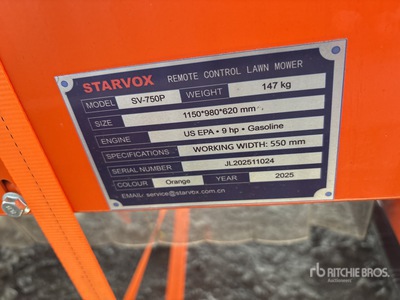 STARVOX REMOTE CONTROL LAWN MOWER
MODEL SV-750P WEIGHT 147 kg
SIZE 1150*980*620 mm
ENGINE US EPA • 9 hp • Gasoline
SPECIFICATIONS WORKING WIDTH: 550 mm
SERIAL NUMBER JL202511024
COLOUR Orange YEAR 2025
EMAIL: service@starvox.com.cn
rb RITCHIE BROS.
Auctioneers